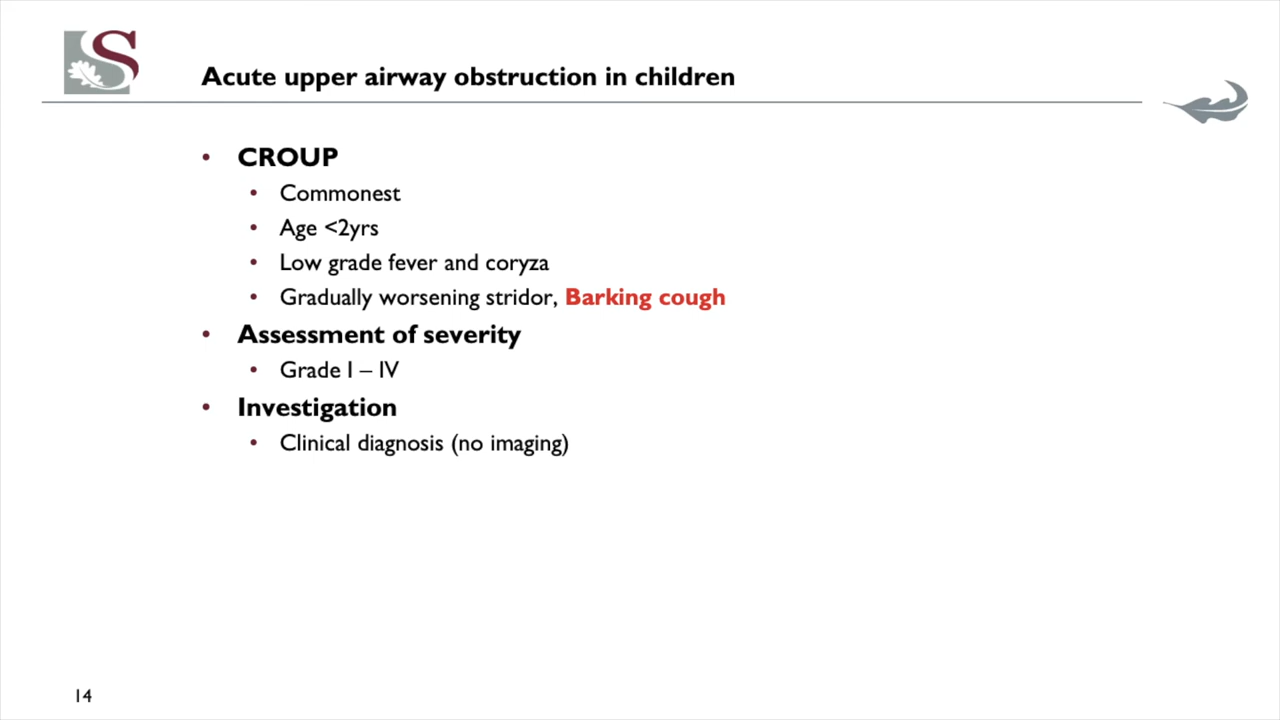 S
Acute upper airway obstruction in children
• CROUP
• Commonest
• Age <2yrs
• Low grade fever and coryza
• Gradually worsening stridor, Barking cough
• Assessment of severity
• Grade I – IV
• Investigation
• Clinical diagnosis (no imaging)
14